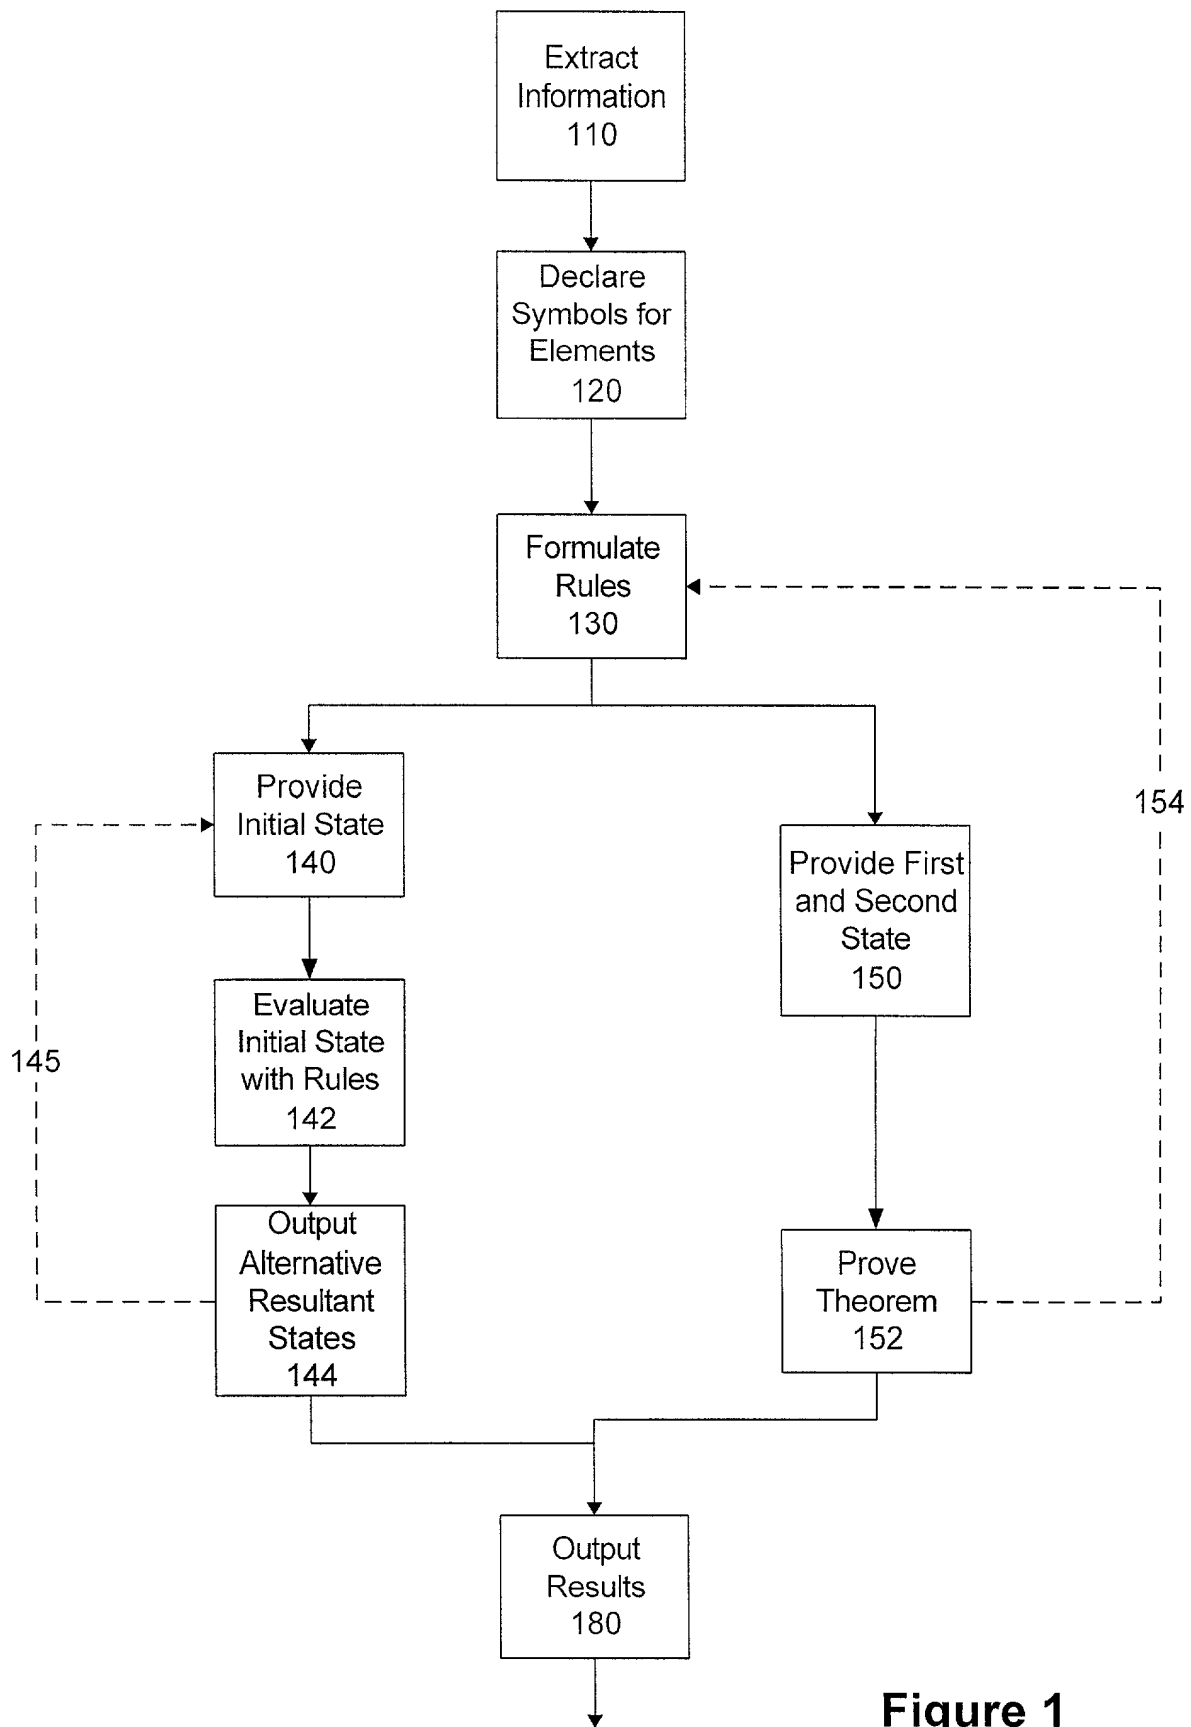 Extract
Information
110
Declare
Symbols for
Elements
120
Formulate
Rules
130
Provide
Initial State
140
154
Provide First
and Second
State
150
Evaluate
Initial State
with Rules
142
145
Output
Alternative
Resultant
States
144
Prove
Theorem
152
Output
Results
180
Figure 1